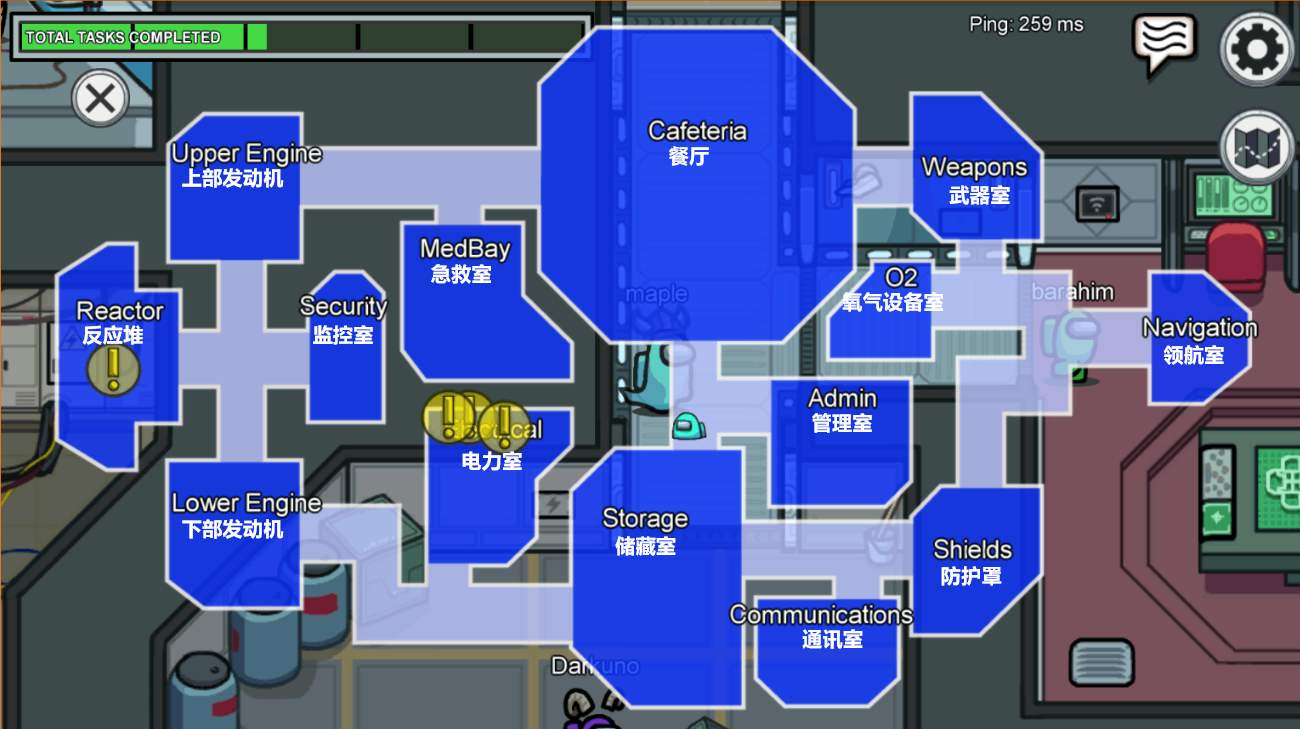 TOTAL TASKS COMPLETED
Ping: 259 ms
Cafeteria
餐厅
Upper Engine
上部发动机
Weapons
武器室
MedBay
急救室
O2
氧气设备室
maple
barahim
Reactor
反应堆
Security
监控室
Navigation
领航室
Admin
管理室
Electrical
电力室
Lower Engine
下部发动机
Storage
储藏室
Shields
防护罩
Communications
通讯室
Darkuno